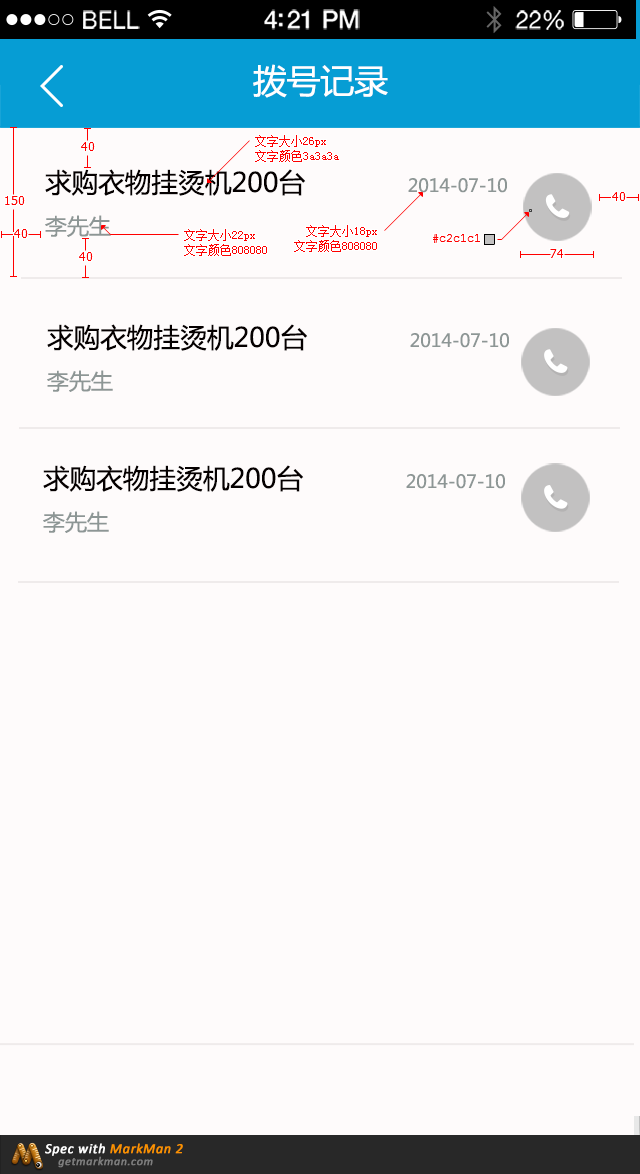 BELL 4:21 PM 22%
拨号记录
40
文字大小26px
文字颜色3a3a3a
150
求购衣物挂烫机200台
2014-07-10
40
李先生
40
文字大小22px
文字颜色808080
文字大小18px
文字颜色808080
#c2c1c1
40
74
求购衣物挂烫机200台
2014-07-10
李先生
求购衣物挂烫机200台
2014-07-10
李先生
Spec with MarkMan 2
getmarkman.com